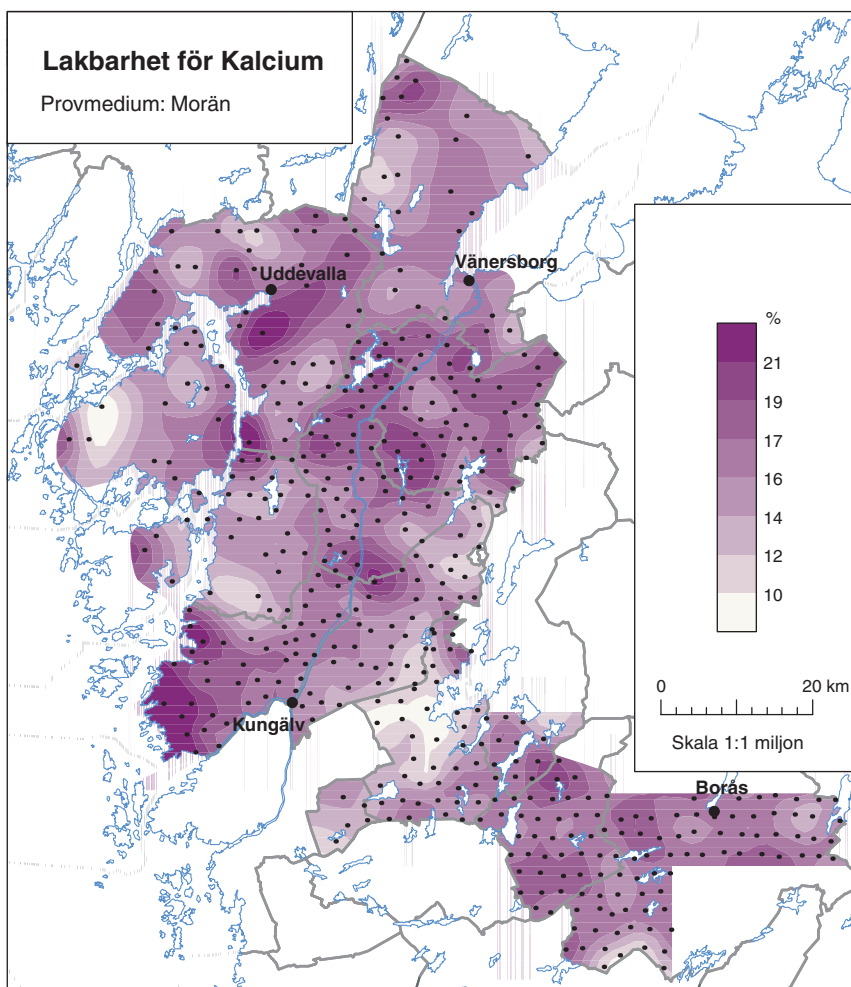 Lakbarhet för Kalcium
Provmedium: Morän
Vänersborg
Uddevalla
%
21
19
17
16
14
12
10
0 20 km
Skala 1:1 miljon
Kungälv
Borås